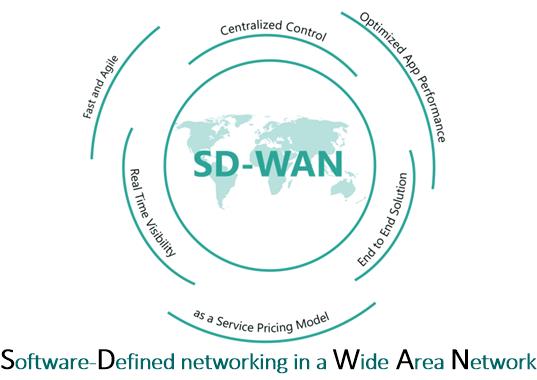 Centralized Control
Optimized App Performance
Fast and Agile
SD-WAN
Real Time Visibility
End to End Solution
as a Service Pricing Model
Software-Defined networking in a Wide Area Network